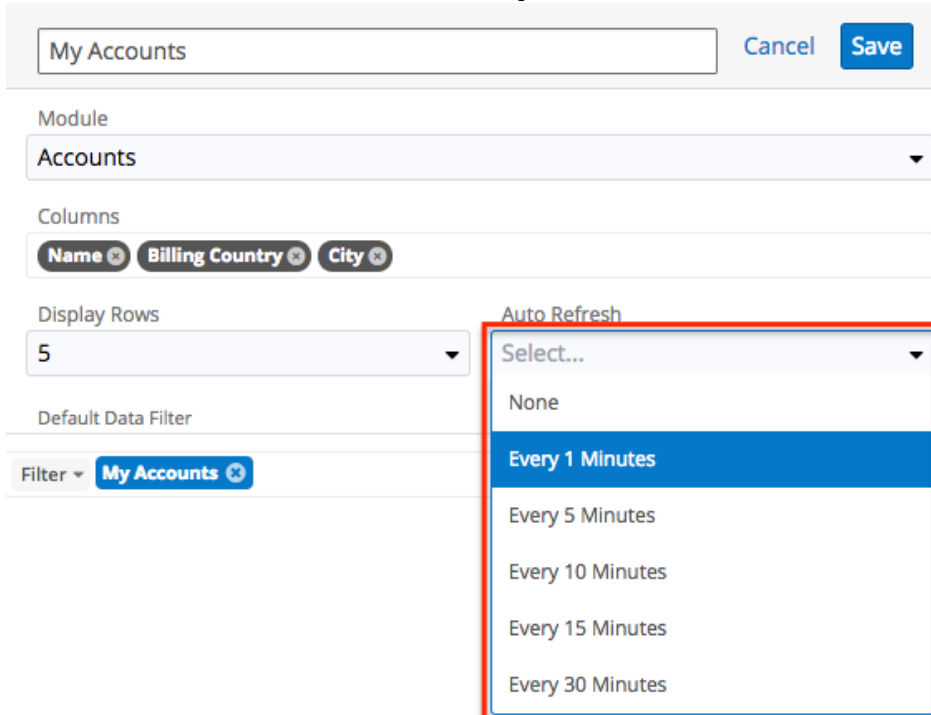 My Accounts Cancel Save
Module
Accounts
Columns
Name Billing Country City
Display Rows Auto Refresh
5 Select...
None
Default Data Filter
Every 1 Minutes
Filter My Accounts
Every 5 Minutes
Every 10 Minutes
Every 15 Minutes
Every 30 Minutes